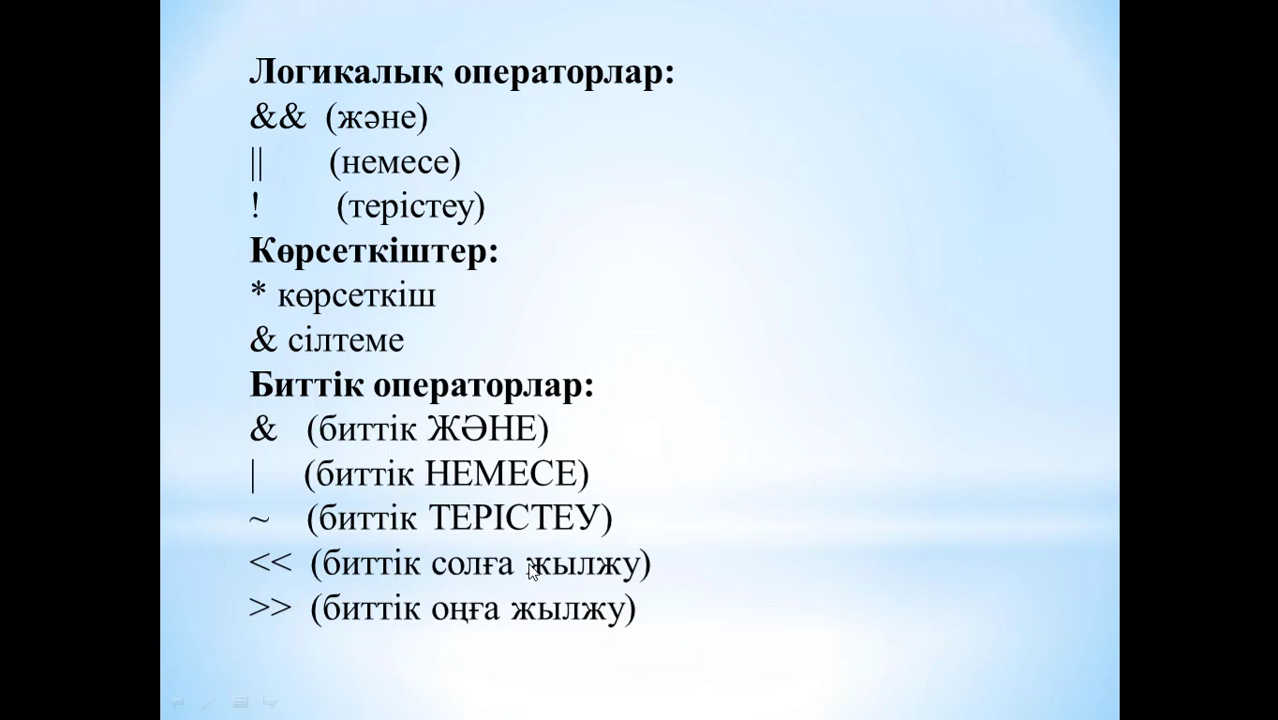 Логикалық операторлар:
&& (және)
|| (немесе)
! (терістеу)
Көрсеткіштер:
* көрсеткіш
& сілтеме
Биттік операторлар:
& (биттік ЖӘНЕ)
| (биттік НЕМЕСЕ)
~ (биттік ТЕРІСТЕУ)
<< (биттік солға жылжу)
>> (биттік оңға жылжу)